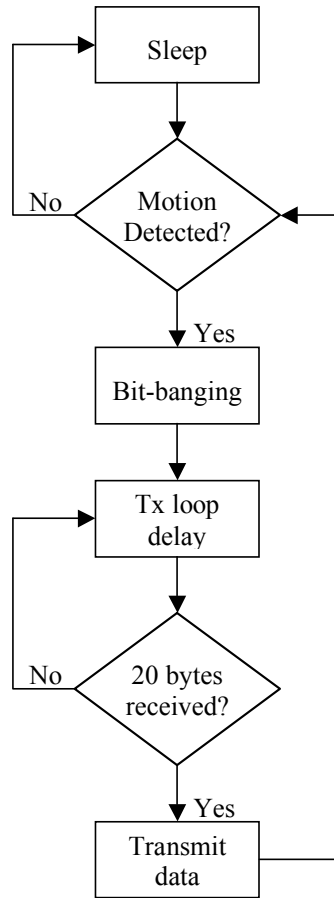 Sleep
No
Motion
Detected?
Yes
Bit-banging
Tx loop
delay
No
20 bytes
received?
Yes
Transmit
data